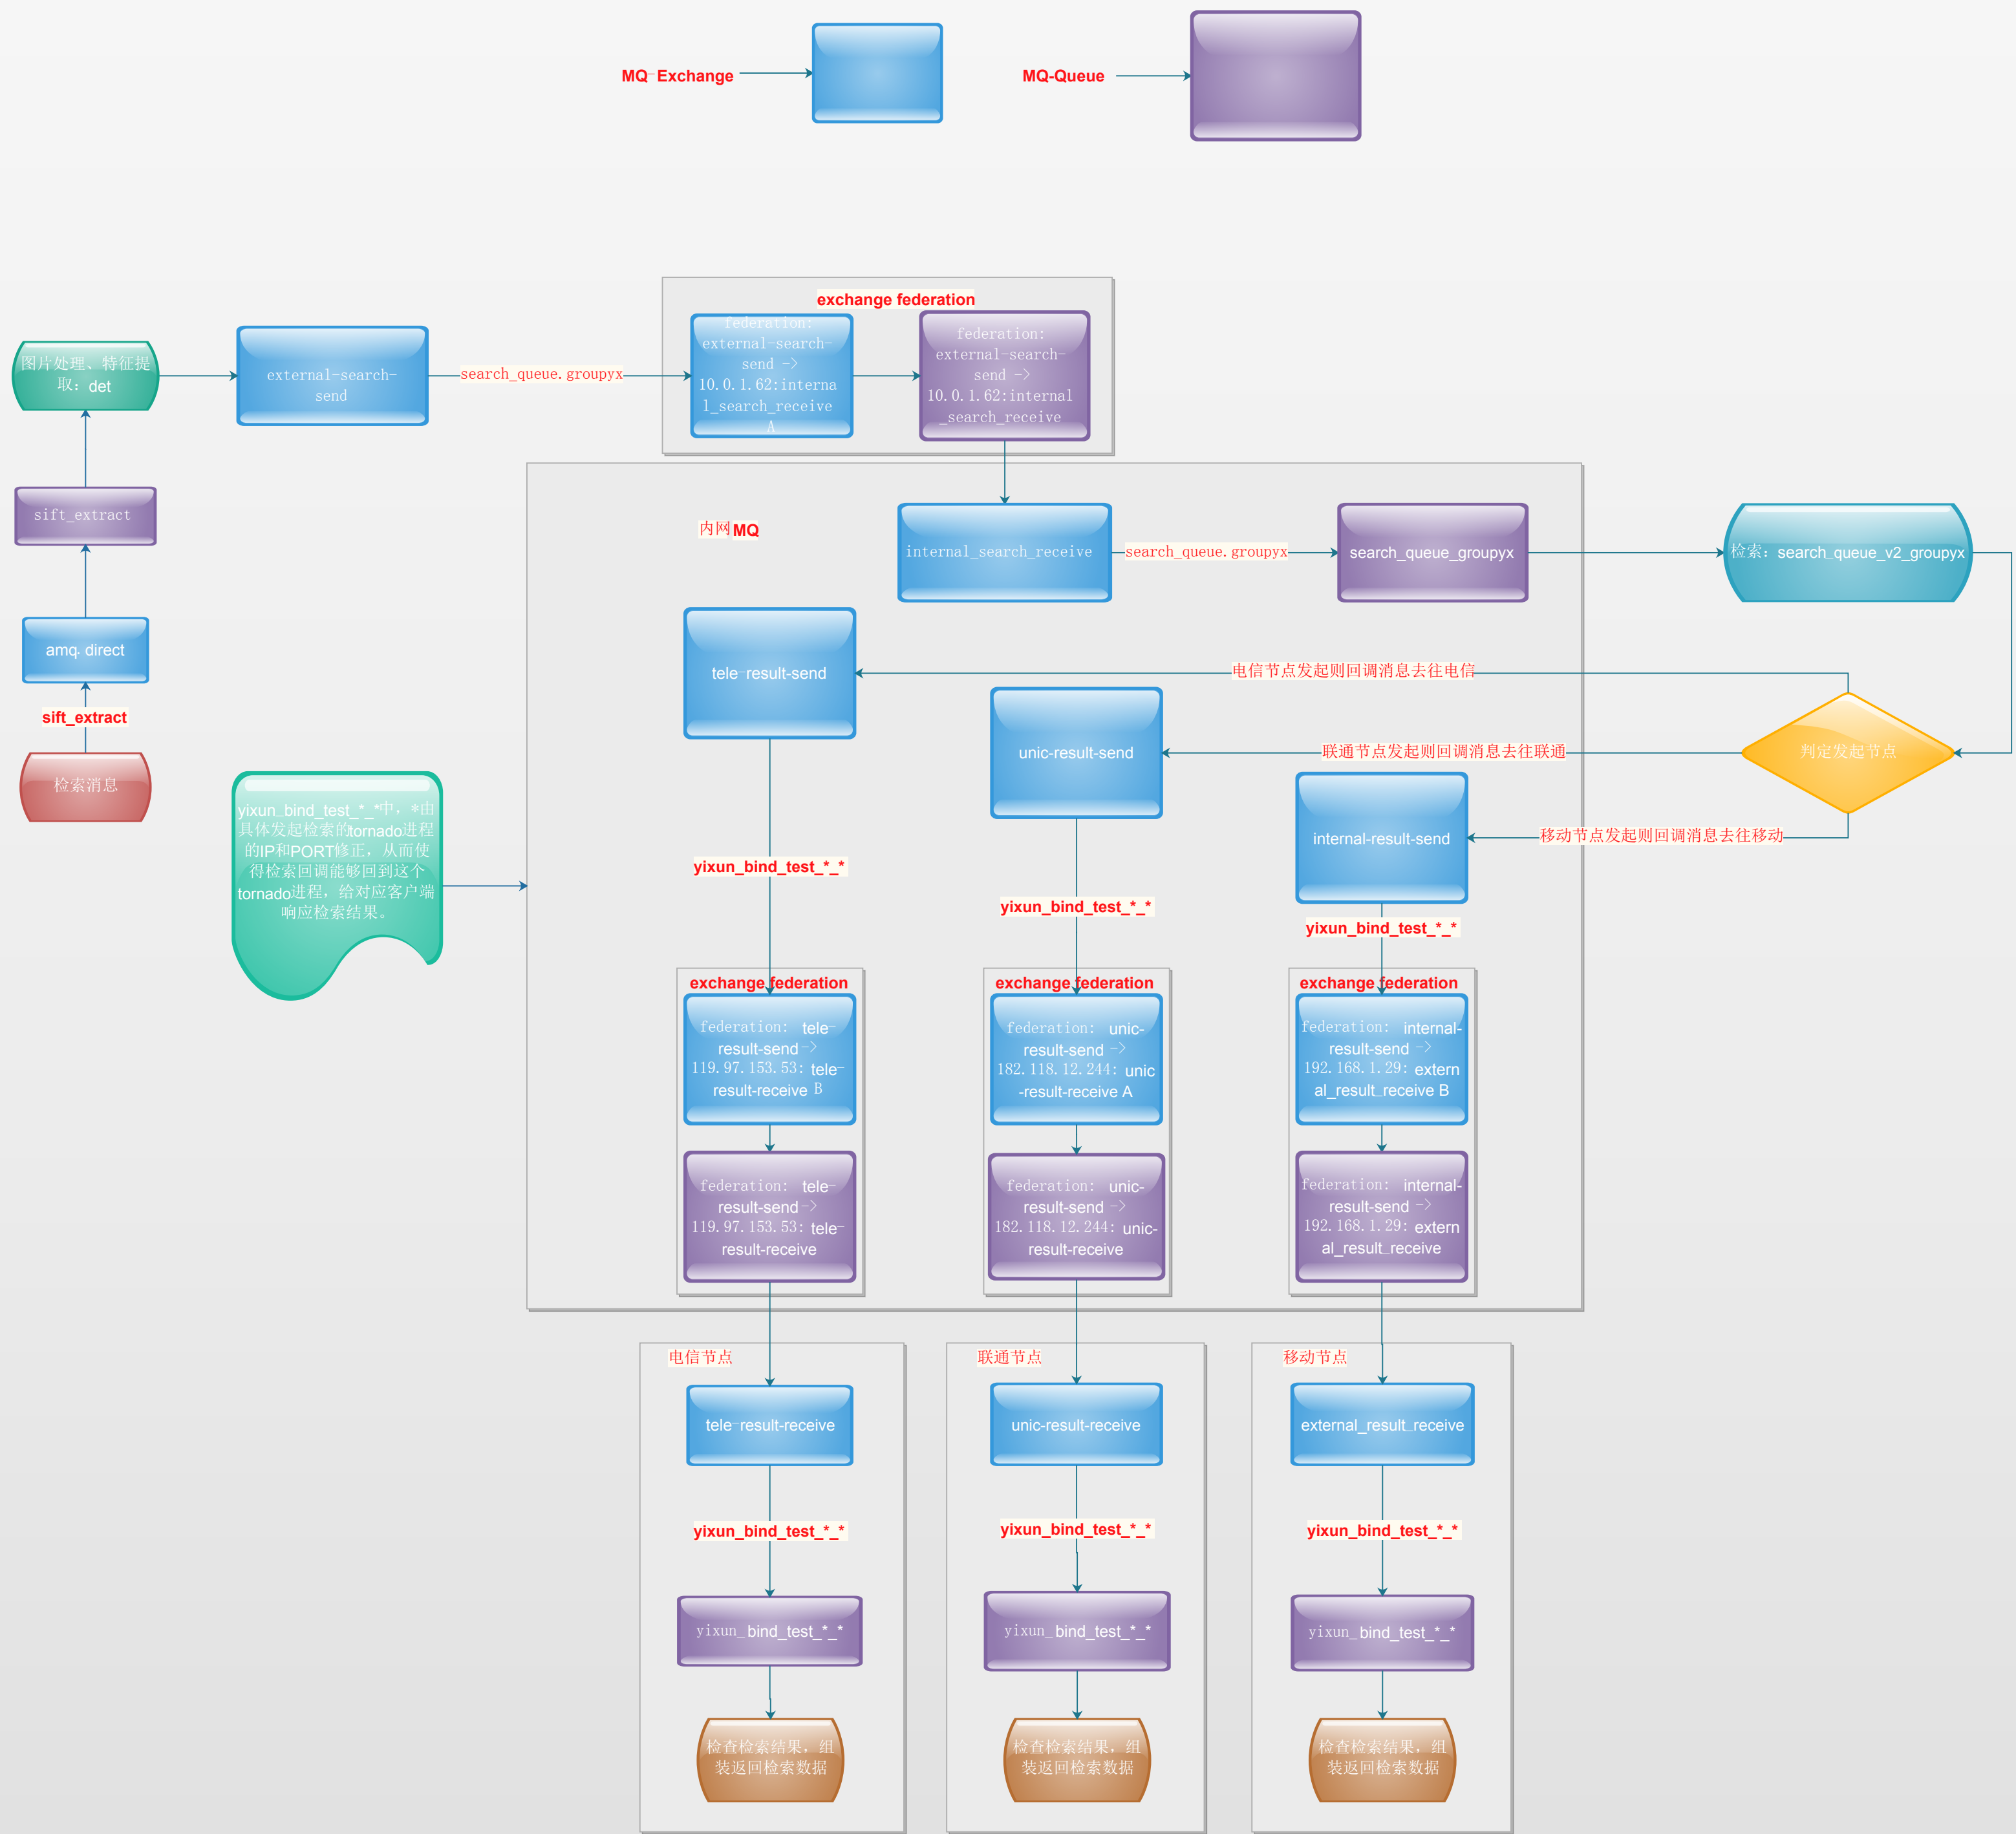 MQ-Exchange
MQ-Queue
exchange federation
图片处理、特征提
取：det
external-search-
send
search_queue.groupyx
federation:
external-search-
send ->
10.0.1.62:interna
l_search_receive
A
federation:
external-search-
send ->
10.0.1.62:internal
_search_receive
sift_extract
amq.direct
sift_extract
检索消息
内网MQ
internal_search_receive
search_queue.groupyx
search_queue_groupyx
检索：search_queue_v2_groupyx
tele-result-send
电信节点发起则回调消息去往电信
unic-result-send
联通节点发起则回调消息去往联通
判定发起节点
internal-result-send
移动节点发起则回调消息去往移动
yixun_bind_test_*_*中，*由
具体发起检索的tornado进程
的IP和PORT修正，从而使
得检索回调能够回到这个
tornado进程，给对应客户端
响应检索结果。
yixun_bind_test_*_*
yixun_bind_test_*_*
yixun_bind_test_*_*
exchange federation
federation: tele-
result-send ->
119.97.153.53: tele-
result-receive B
federation: tele-
result-send ->
119.97.153.53: tele-
result-receive
exchange federation
federation: unic-
result-send ->
182.118.12.244: unic
-result-receive A
federation: unic-
result-send ->
182.118.12.244: unic-
result-receive
exchange federation
federation: internal-
result-send ->
192.168.1.29: extern
al_result_receive B
federation: internal-
result-send ->
192.168.1.29: extern
al_result_receive
电信节点
tele-result-receive
yixun_bind_test_*_*
yixun_bind_test_*_*
检查检索结果，组
装返回检索数据
联通节点
unic-result-receive
yixun_bind_test_*_*
yixun_bind_test_*_*
检查检索结果，组
装返回检索数据
移动节点
external_result_receive
yixun_bind_test_*_*
yixun_bind_test_*_*
检查检索结果，组
装返回检索数据